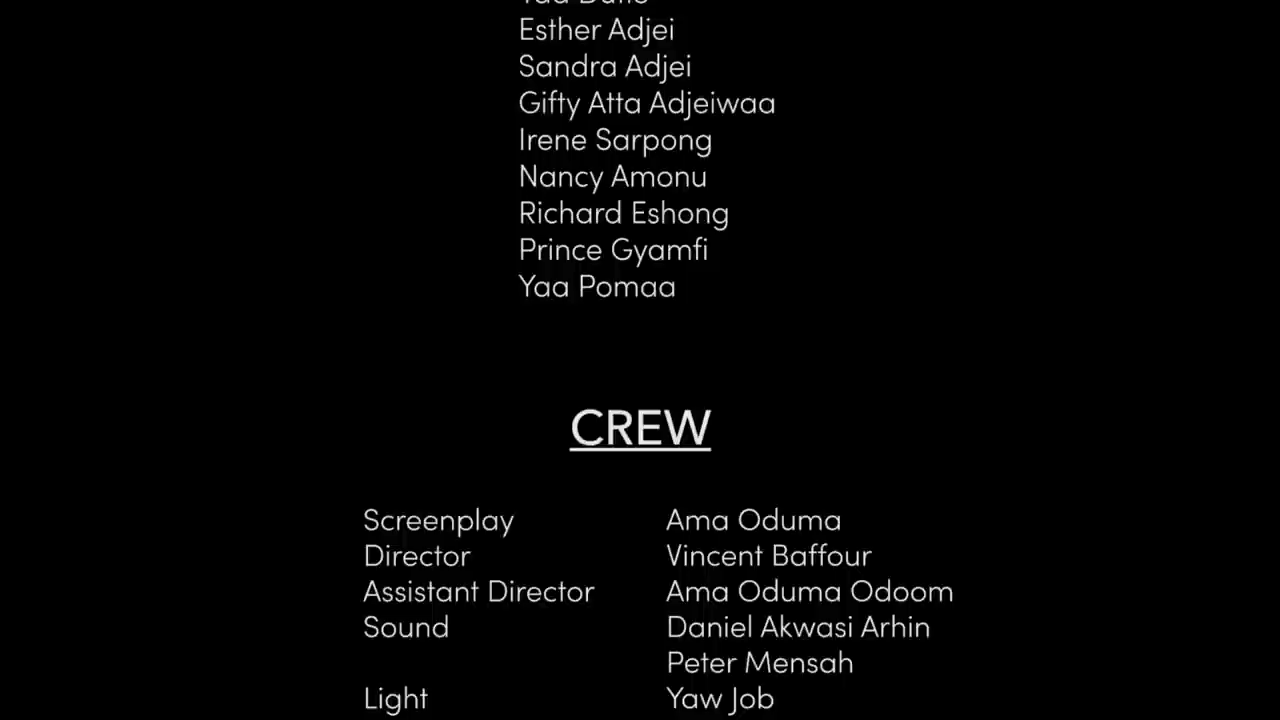 Esther Adjei
Sandra Adjei
Gifty Atta Adjeiwaa
Irene Sarpong
Nancy Amonu
Richard Eshong
Prince Gyamfi
Yaa Pomaa
CREW
Screenplay Ama Oduma
Director Vincent Baffour
Assistant Director Ama Oduma Odoom
Sound Daniel Akwasi Arhin
Peter Mensah
Light Yaw Job